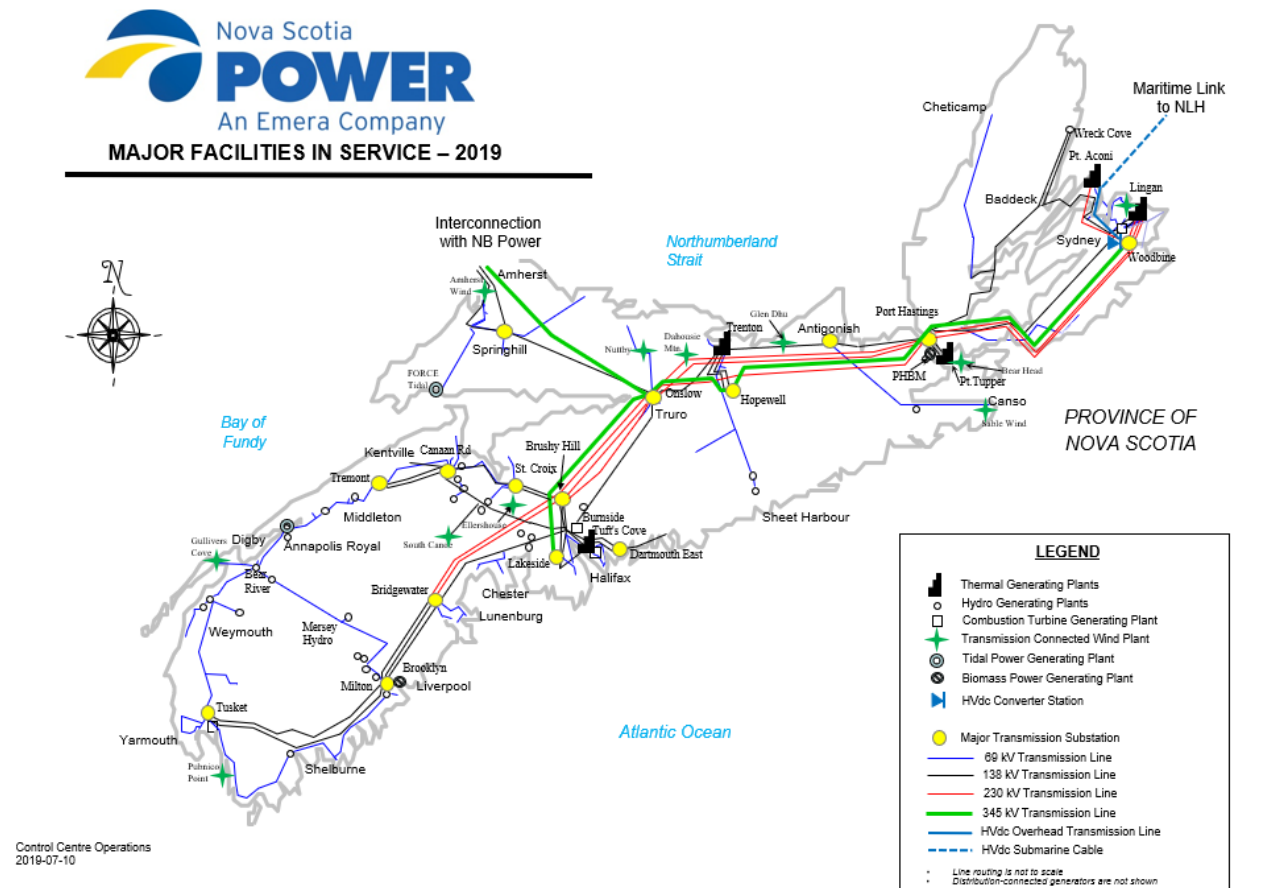 Nova Scotia
POWER
An Emera Company
MAJOR FACILITIES IN SERVICE – 2019
N
Maritime Link
to NLH
Cheticamp
Wreck Cove
Pt. Aconi
Lingan
Baddeck
Sydney
Woodbine
Interconnection
with NB Power
Northumberland
Strait
Amherst
Amherst
Wind
Springhill
FORCE
Tidal
Nuttby
Dalhousie
Mtn.
Trenton
Glen Dhu
Antigonish
Port Hastings
PHBM
Pt.Tupper
Bear Head
Canso
Sable Wind
Hopewell
Onslow
Truro
PROVINCE OF
NOVA SCOTIA
Bay of
Fundy
Brushy Hill
Kentville
Canaan Rd
St. Croix
Tremont
Middleton
Ellershouse
South Canoe
Burnside
Tuft's Cove
Dartmouth East
Sheet Harbour
Lakeside
Halifax
Gullivers
Cove
Digby
Annapolis Royal
Bear
River
Bridgewater
Chester
Lunenburg
Weymouth
Mersey
Hydro
Brooklyn
Milton
Liverpool
Tusket
Yarmouth
Shelburne
Pubnico
Point
Atlantic Ocean
LEGEND
Thermal Generating Plants
Hydro Generating Plants
Combustion Turbine Generating Plant
Transmission Connected Wind Plant
Tidal Power Generating Plant
Biomass Power Generating Plant
HVdc Converter Station
Major Transmission Substation
69 kV Transmission Line
138 kV Transmission Line
230 kV Transmission Line
345 kV Transmission Line
HVdc Overhead Transmission Line
HVdc Submarine Cable
Line routing is not to scale
Distribution-connected generators are not shown
Control Centre Operations
2019-07-10